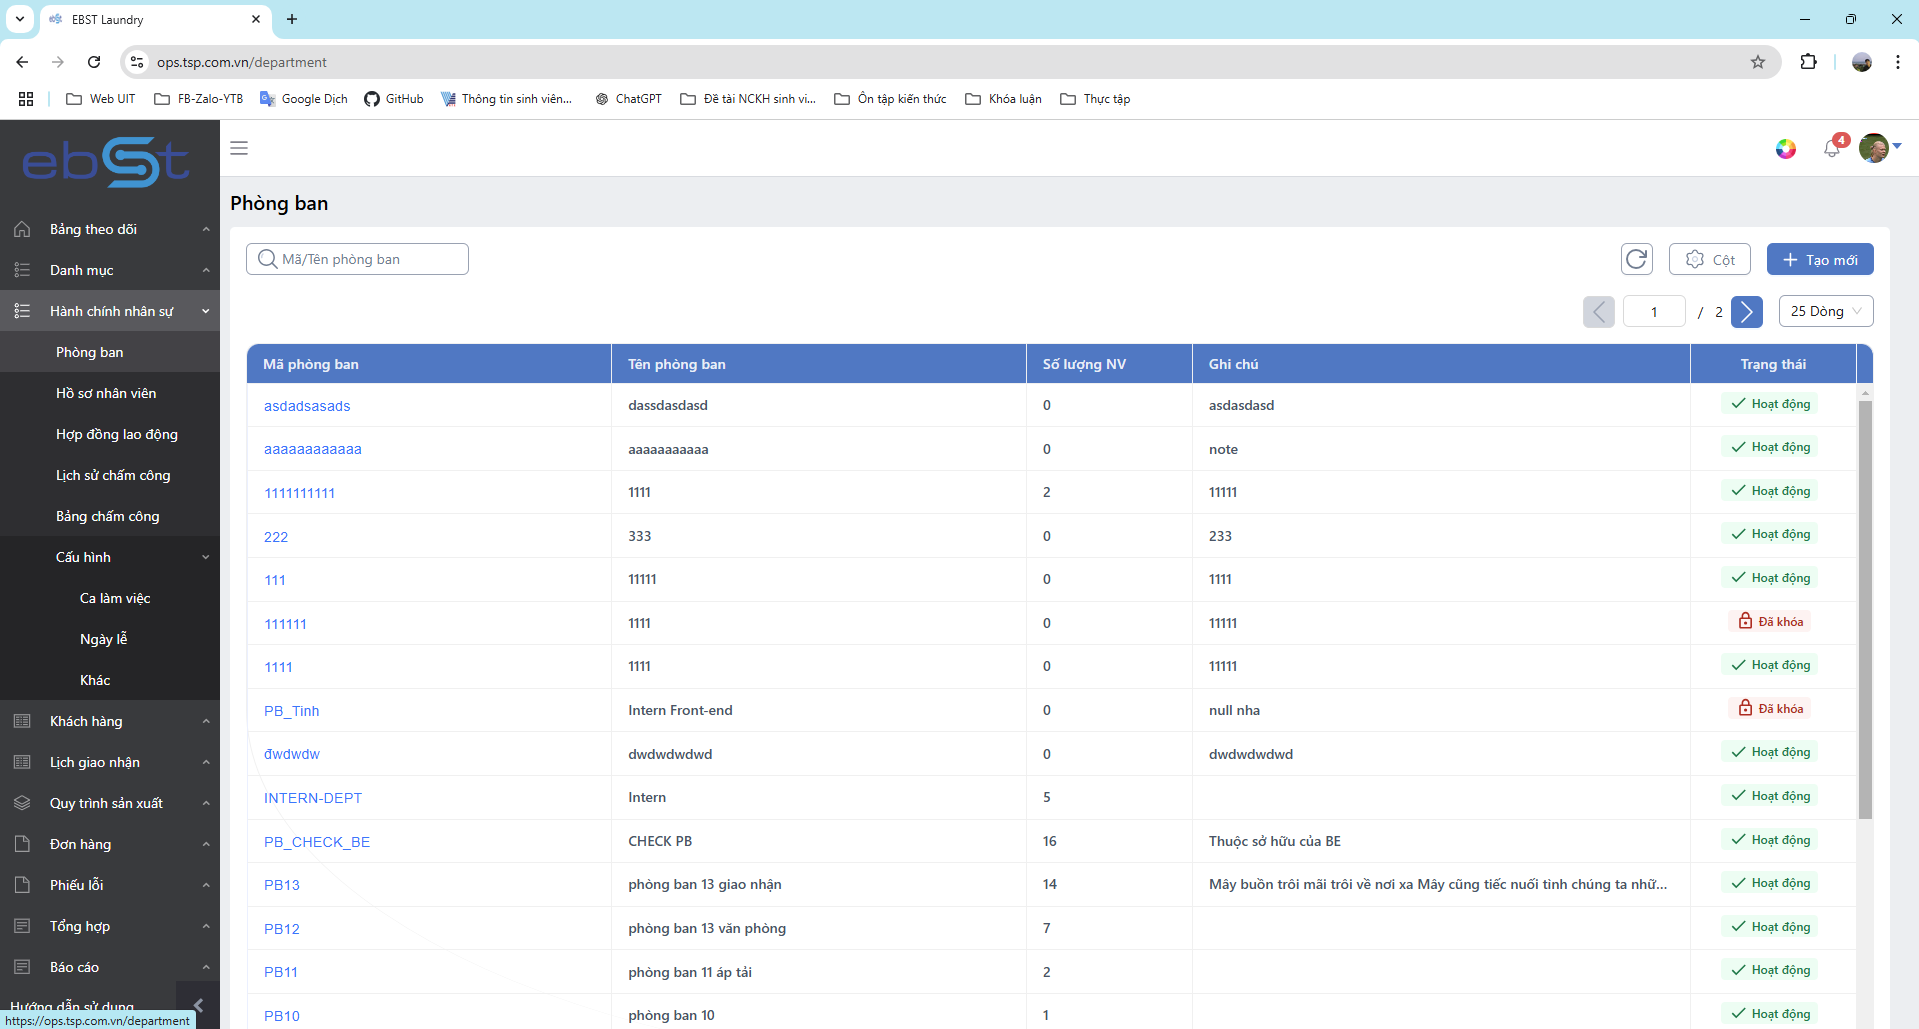 EBST Laundry
ops.tsp.com.vn/department
Web UIT
FB-Zalo-YTB
Google Dịch
GitHub
Thông tin sinh viên...
ChatGPT
Đề tài NCKH sinh vi...
Ôn tập kiến thức
Khóa luận
Thực tập
ebst
4
Bảng theo dõi
Danh mục
Hành chính nhân sự
Phòng ban
Hồ sơ nhân viên
Hợp đồng lao động
Lịch sử chấm công
Bảng chấm công
Cấu hình
Ca làm việc
Ngày lễ
Khác
Khách hàng
Lịch giao nhận
Quy trình sản xuất
Đơn hàng
Phiếu lỗi
Tổng hợp
Báo cáo
Hướng dẫn sử dụng
https://ops.tsp.com.vn/department
Phòng ban
Mã/Tên phòng ban
Cột
Tạo mới
1 / 2
25 Dòng
Mã phòng ban Tên phòng ban Số lượng NV Ghi chú Trạng thái
asdadsasads dassdasdasd 0 asdasdasd Hoạt động
aaaaaaaaaaaa aaaaaaaaaaa 0 note Hoạt động
1111111111 1111 2 11111 Hoạt động
222 333 0 233 Hoạt động
111 11111 0 1111 Hoạt động
111111 1111 0 11111 Đã khóa
1111 1111 0 11111 Hoạt động
PB_Tinh Intern Front-end 0 null nha Đã khóa
đwdwdw dwdwdwdwd 0 dwdwdwdwd Hoạt động
INTERN-DEPT Intern 5 Hoạt động
PB_CHECK_BE CHECK PB 16 Thuộc sở hữu của BE Hoạt động
PB13 phòng ban 13 giao nhận 14 Mây buồn trôi mãi trôi về nơi xa Mây cũng tiếc nuối tình chúng ta nhữ... Hoạt động
PB12 phòng ban 13 văn phòng 7 Hoạt động
PB11 phòng ban 11 áp tải 2 Hoạt động
PB10 phòng ban 10 1 Hoạt động